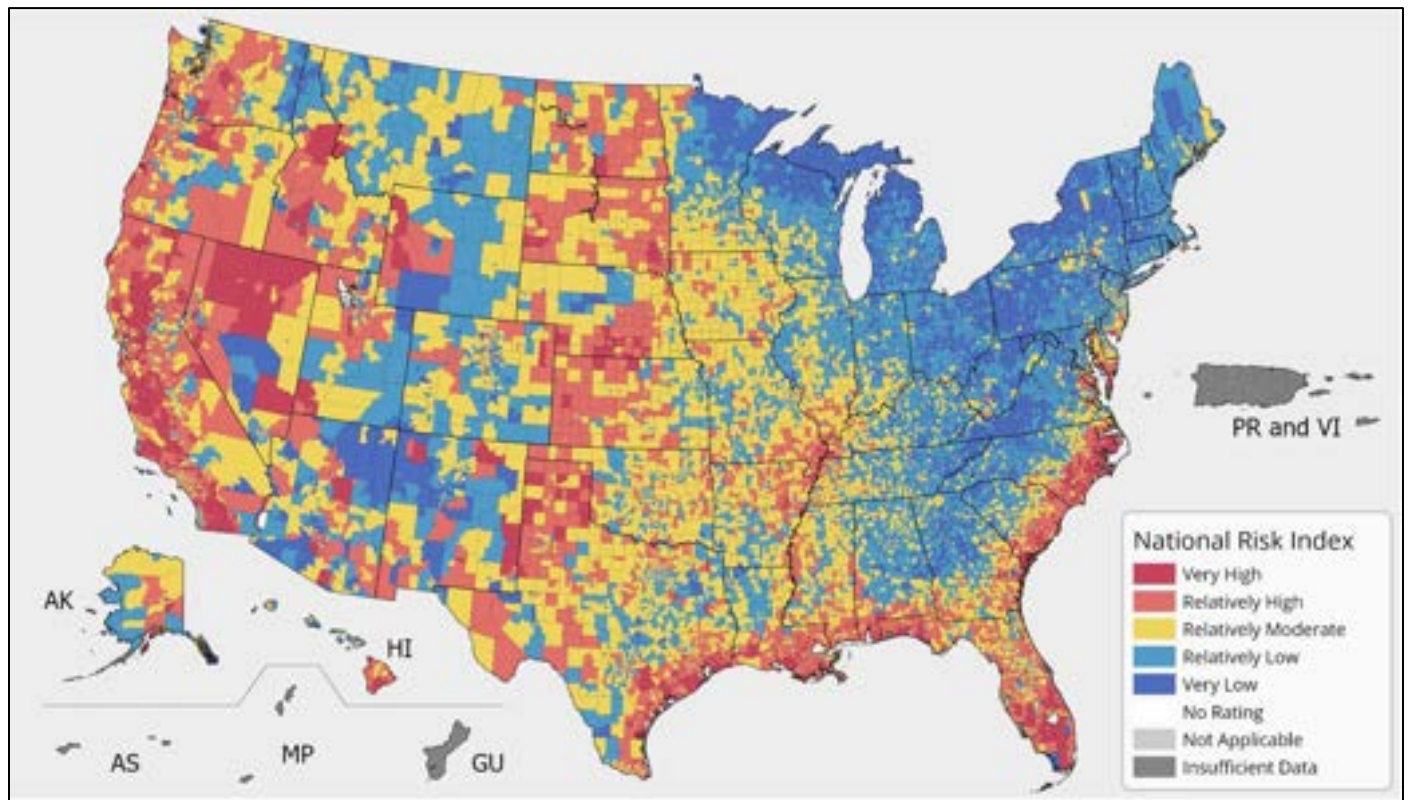 PR and VI
National Risk Index
Very High
Relatively High
Relatively Moderate
Relatively Low
Very Low
No Rating
Not Applicable
Insufficient Data
AK
HI
AS
MP
GU